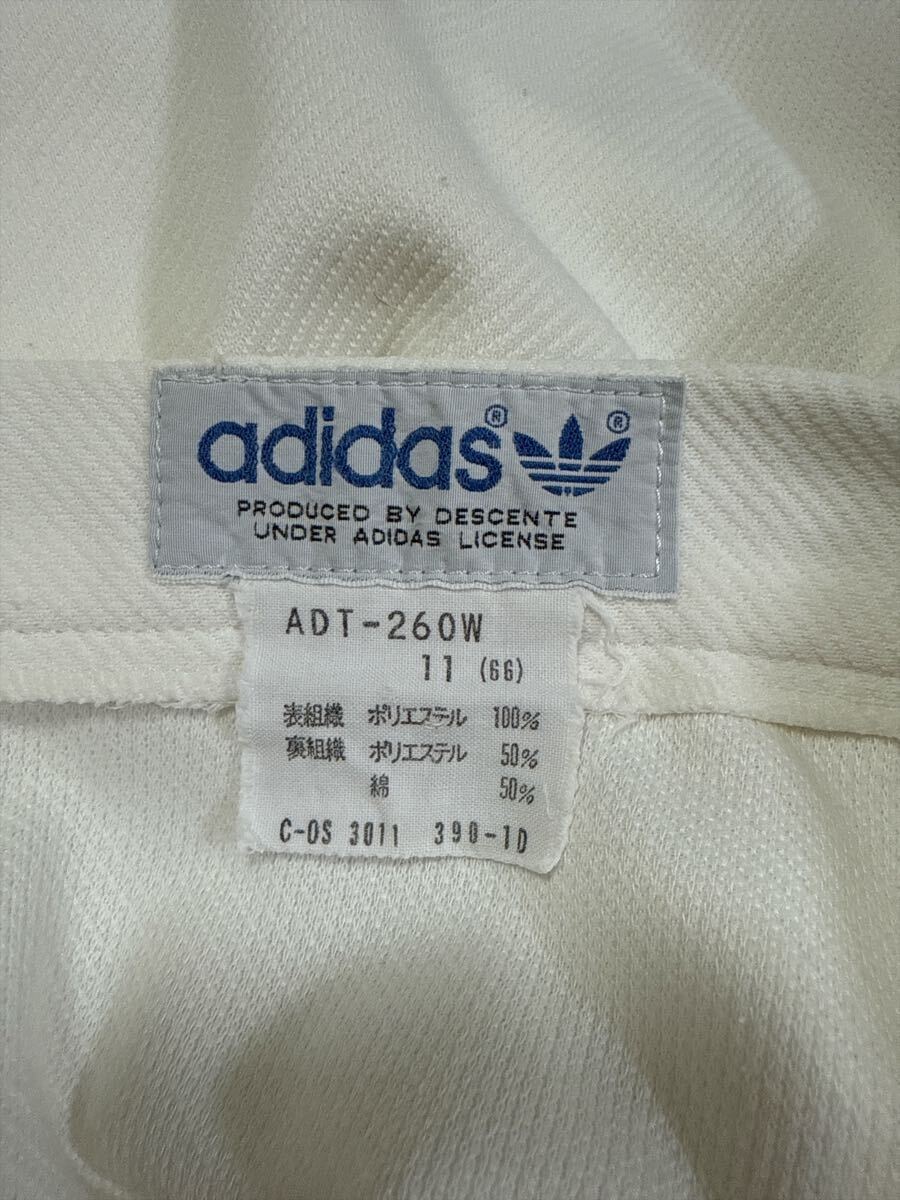 adidas® ®
PRODUCED BY DESCENTE
UNDER ADIDAS LICENSE
ADT-260W
11 (66)
表組織 ポリエステル 100%
裏組織 ポリエステル 50%
綿 50%
C-OS 3011 390-10